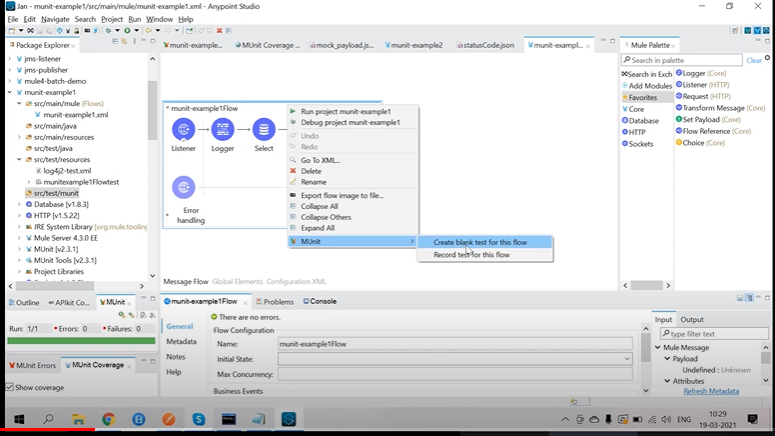 Jan - munit-example1/src/main/mule/munit-example1.xml - Anypoint Studio
File Edit Navigate Search Project Run Window Help
Package Explorer
munit-example...
MUnit Coverage ...
mock_payload.j...
munit-example2
statusCode.json
munit-exampl...
Mule Palette
jms-listener
jms-publisher
mule4-batch-demo
munit-example1
src/main/mule (Flows)
munit-example1.xml
src/main/java
src/main/resources
src/test/java
src/test/resources
log4j2-test.xml
munitexample1Flowtest
src/test/munit
Database [v1.8.3]
HTTP [v1.5.22]
JRE System Library [org.mule.tooling
Mule Server 4.3.0 EE
MUnit [v2.3.1]
MUnit Tools [v2.3.1]
Project Libraries
munit-example1Flow
Listener
Logger
Select
Error
handling
Run project munit-example1
Debug project munit-example1
Undo
Redo
Go To XML...
Delete
Rename
Export flow image to file...
Collapse All
Collapse Others
Expand All
MUnit
Create blank test for this flow
Record test for this flow
Search in palette
Clear
Search in Exch
Add Modules
Favorites
Core
Database
HTTP
Sockets
Logger (Core)
Listener (HTTP)
Request (HTTP)
Transform Message (Core)
Set Payload (Core)
Flow Reference (Core)
Choice (Core)
Message Flow Global Elements Configuration XML
Outline
APIkit Co...
MUnit
Run: 1/1
Errors: 0
Failures: 0
MUnit Errors
MUnit Coverage
Show coverage
munit-example1Flow
Problems
Console
There are no errors.
General
Metadata
Notes
Help
Flow Configuration
Name:
munit-example1Flow
Initial State:
Max Concurrency:
Business Events
Input
Output
type filter text
Mule Message
Payload
Undefined : Unknown
Attributes
Refresh Metadata
ENG
10:29
19-03-2021